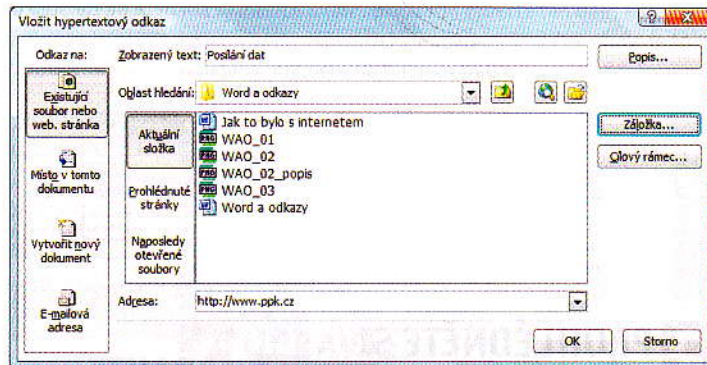 Vložit hypertextový odkaz
Odkaz na:
Zobrazený text: Posílání dat
Popis...
Existující
soubor nebo
web. stránka
Oblast hledání: Word a odkazy
Místo v tomto
dokumentu
Vytvořit nový
dokument
E-mailová
adresa
Aktuální
složka
Prohlédnuté
stránky
Naposledy
otevřené
soubory
Jak to bylo s internetem
WAO_01
WAO_02
WAO_02_popis
WAO_03
Word a odkazy
Záložka...
Cílový rámec...
Adresa: http://www.ppk.cz
OK
Storno